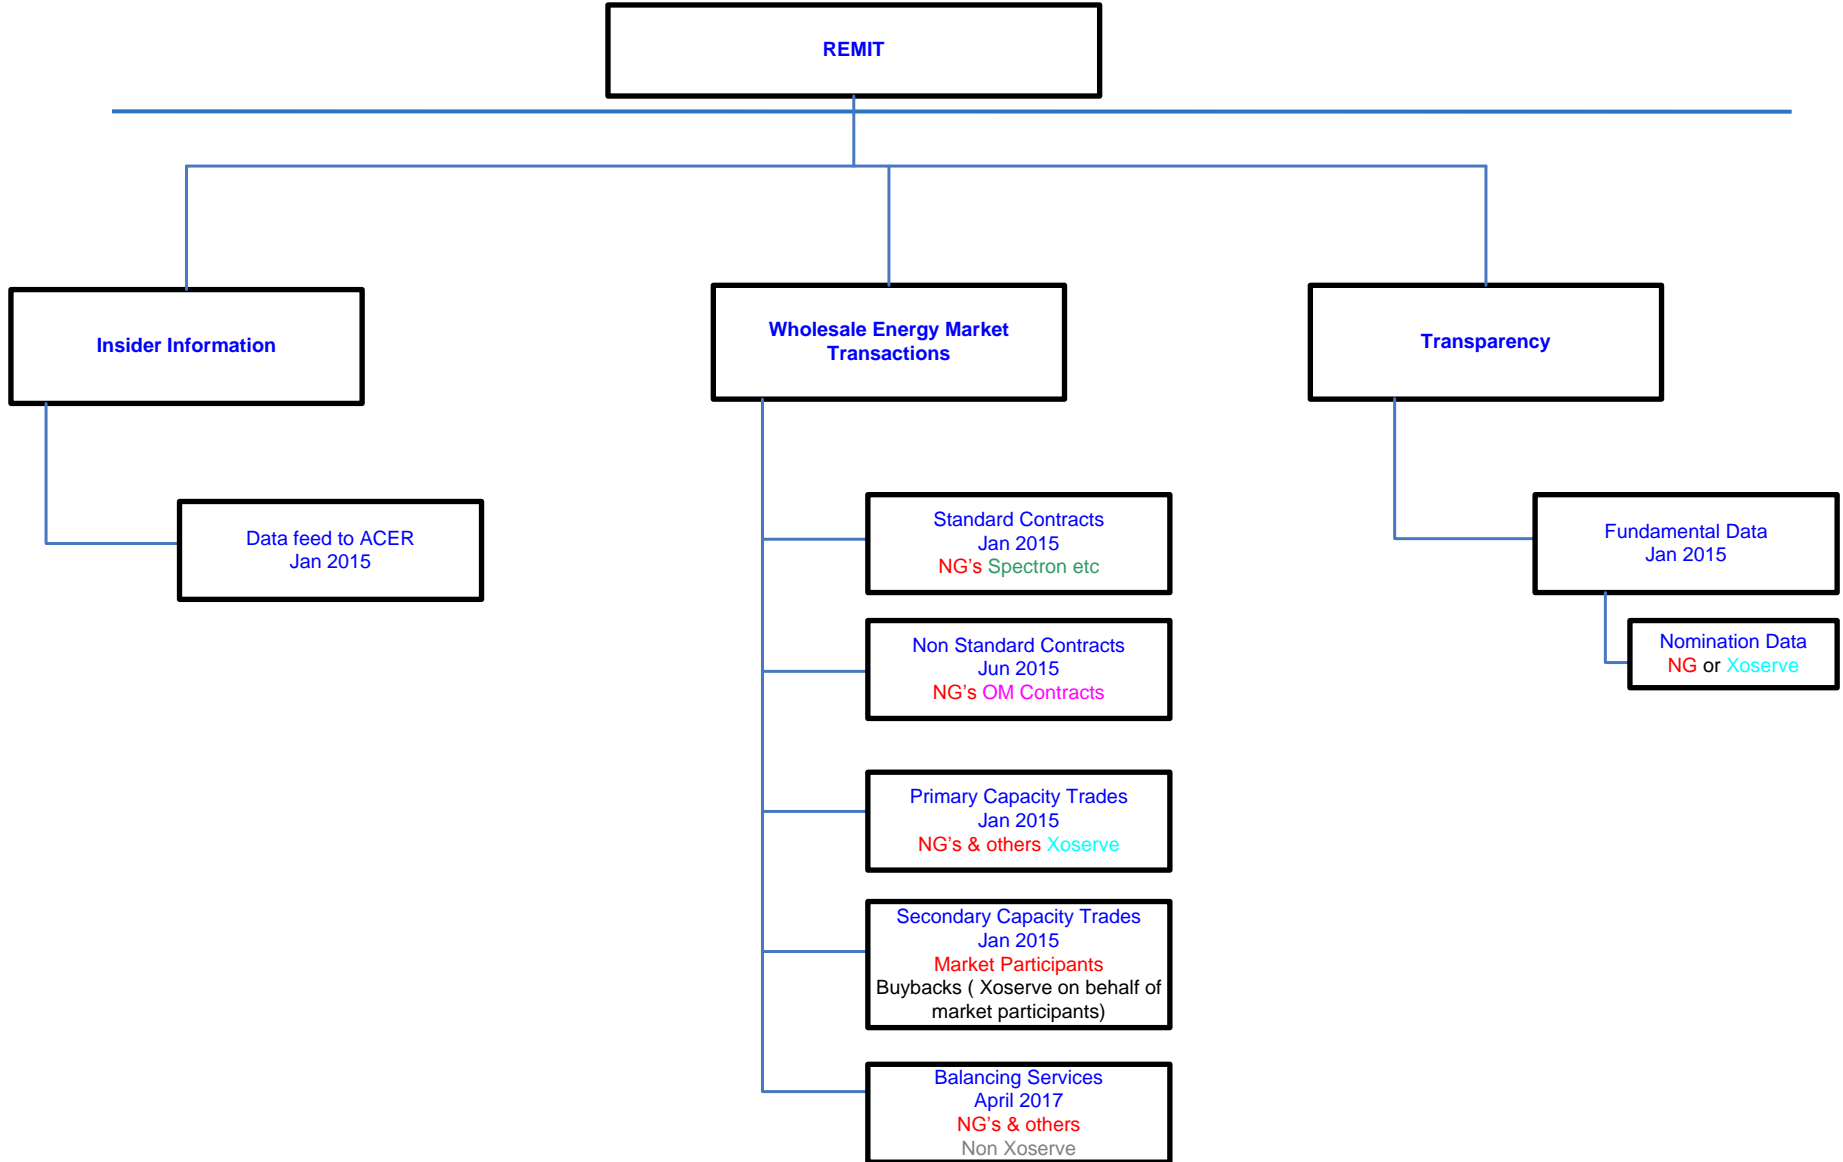 REMIT
Insider Information
Wholesale Energy Market
Transactions
Transparency
Data feed to ACER
Jan 2015
Standard Contracts
Jan 2015
NG's Spectron etc
Non Standard Contracts
Jun 2015
NG’s OM Contracts
Primary Capacity Trades
Jan 2015
NG’s & others Xoserve
Secondary Capacity Trades
Jan 2015
Market Participants
Buybacks ( Xoserve on behalf of
market participants)
Balancing Services
April 2017
NG’s & others
Non Xoserve
Fundamental Data
Jan 2015
Nomination Data
NG or Xoserve